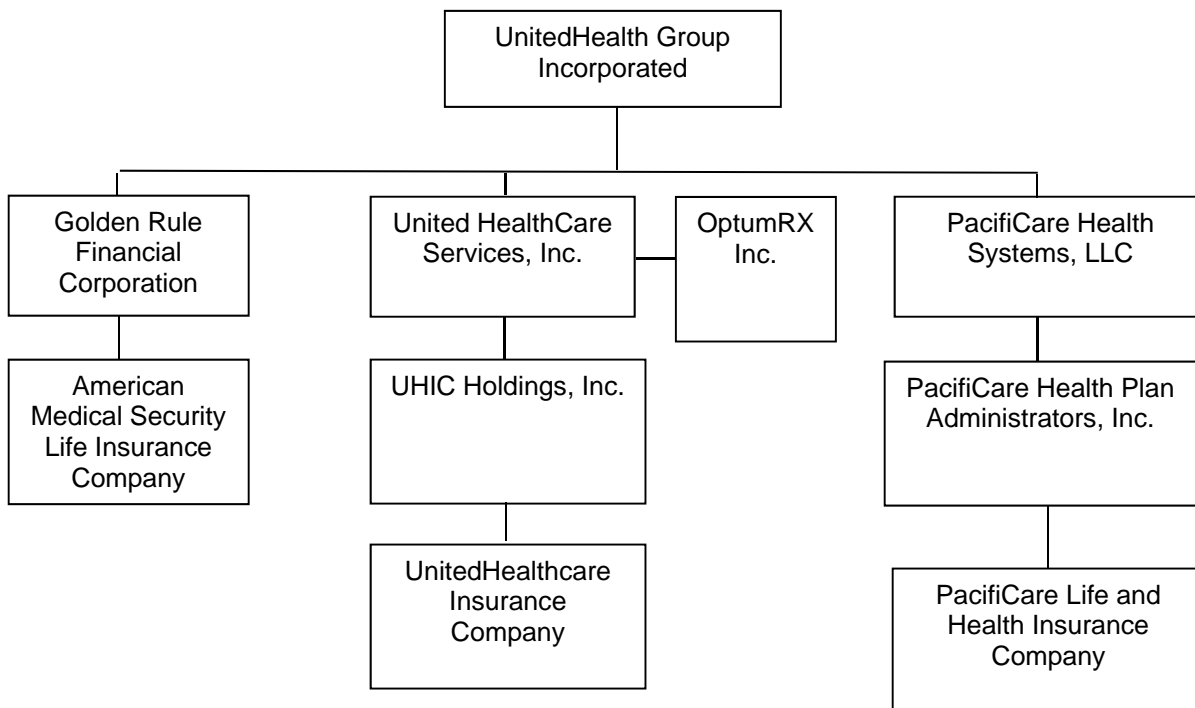 UnitedHealth Group
Incorporated
Golden Rule
Financial
Corporation
United HealthCare
Services, Inc.
OptumRX
Inc.
PacifiCare Health
Systems, LLC
American
Medical Security
Life Insurance
Company
UHIC Holdings, Inc.
PacifiCare Health Plan
Administrators, Inc.
UnitedHealthcare
Insurance
Company
PacifiCare Life and
Health Insurance
Company